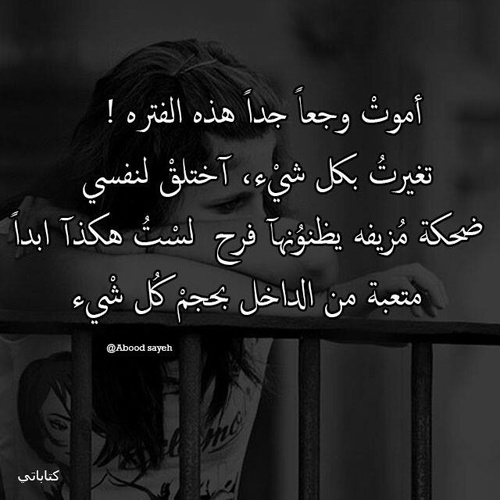 أموتْ وجعاً جداً هذه الفتره !
تغيرتُ بكل شيْء، آختلقْ لنفسي
ضحكة مُزيفه يظنوُنهآ فرح لسْتُ هكذآ ابداً
متعبة من الداخل بحجمْ كُل شْيء
@Abood sayeh
كتاباتي